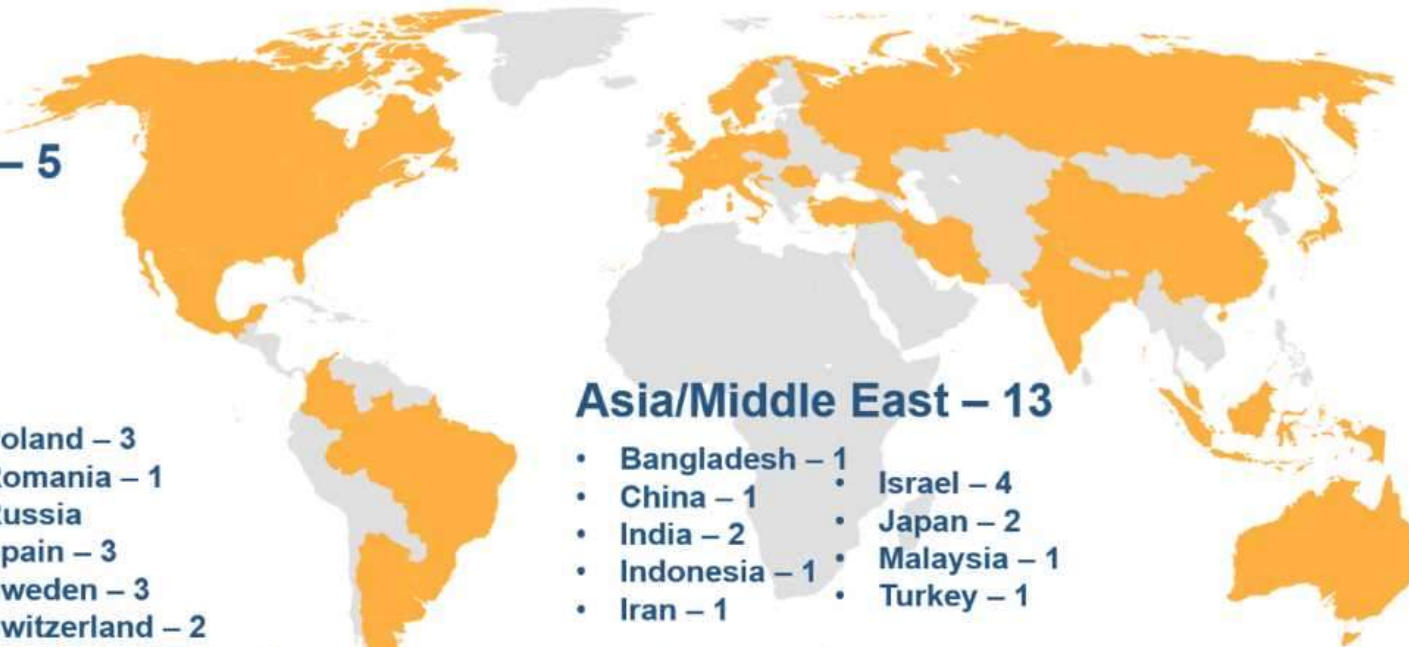 – 5
oland – 3
omania – 1
ussia
pain – 3
weden – 3
witzerland – 2
Asia/Middle East – 13
• Bangladesh – 1
• China – 1
• India – 2
• Indonesia – 1
• Iran – 1
• Israel – 4
• Japan – 2
• Malaysia – 1
• Turkey – 1